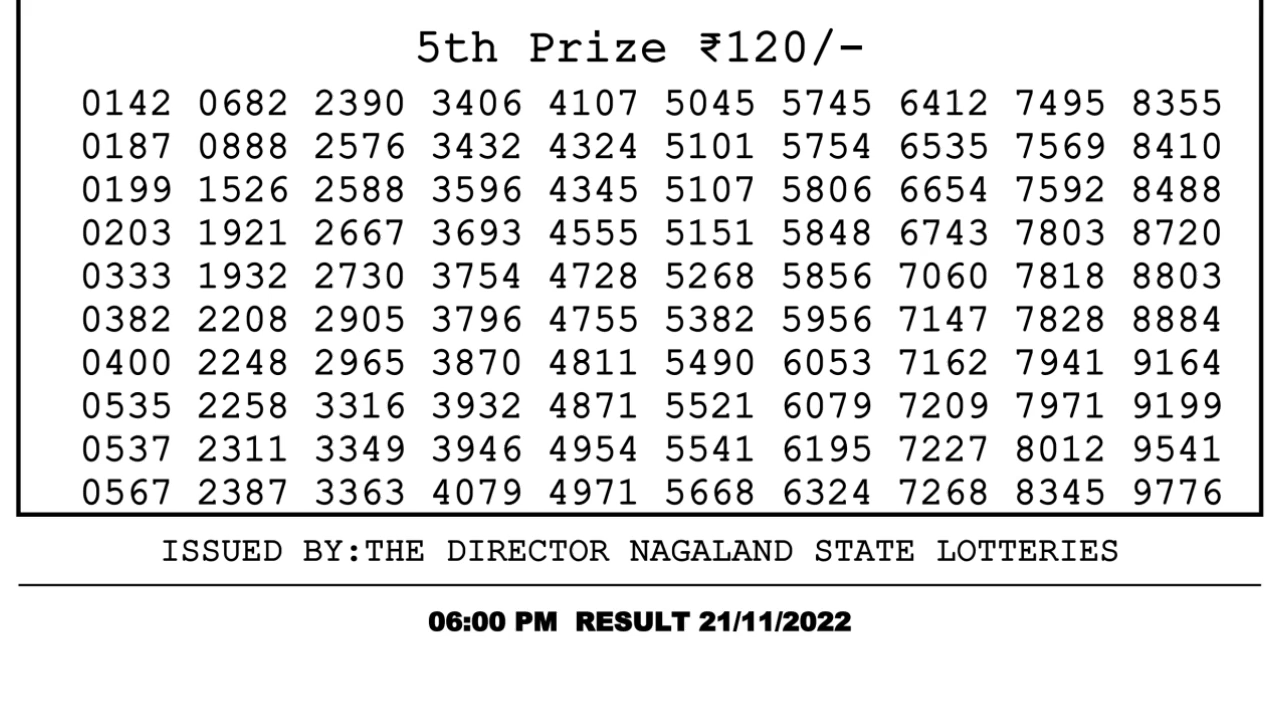 5th Prize ₹120/-
0142 0682 2390 3406 4107 5045 5745 6412 7495 8355
0187 0888 2576 3432 4324 5101 5754 6535 7569 8410
0199 1526 2588 3596 4345 5107 5806 6654 7592 8488
0203 1921 2667 3693 4555 5151 5848 6743 7803 8720
0333 1932 2730 3754 4728 5268 5856 7060 7818 8803
0382 2208 2905 3796 4755 5382 5956 7147 7828 8884
0400 2248 2965 3870 4811 5490 6053 7162 7941 9164
0535 2258 3316 3932 4871 5521 6079 7209 7971 9199
0537 2311 3349 3946 4954 5541 6195 7227 8012 9541
0567 2387 3363 4079 4971 5668 6324 7268 8345 9776
ISSUED BY:THE DIRECTOR NAGALAND STATE LOTTERIES
06:00 PM RESULT 21/11/2022